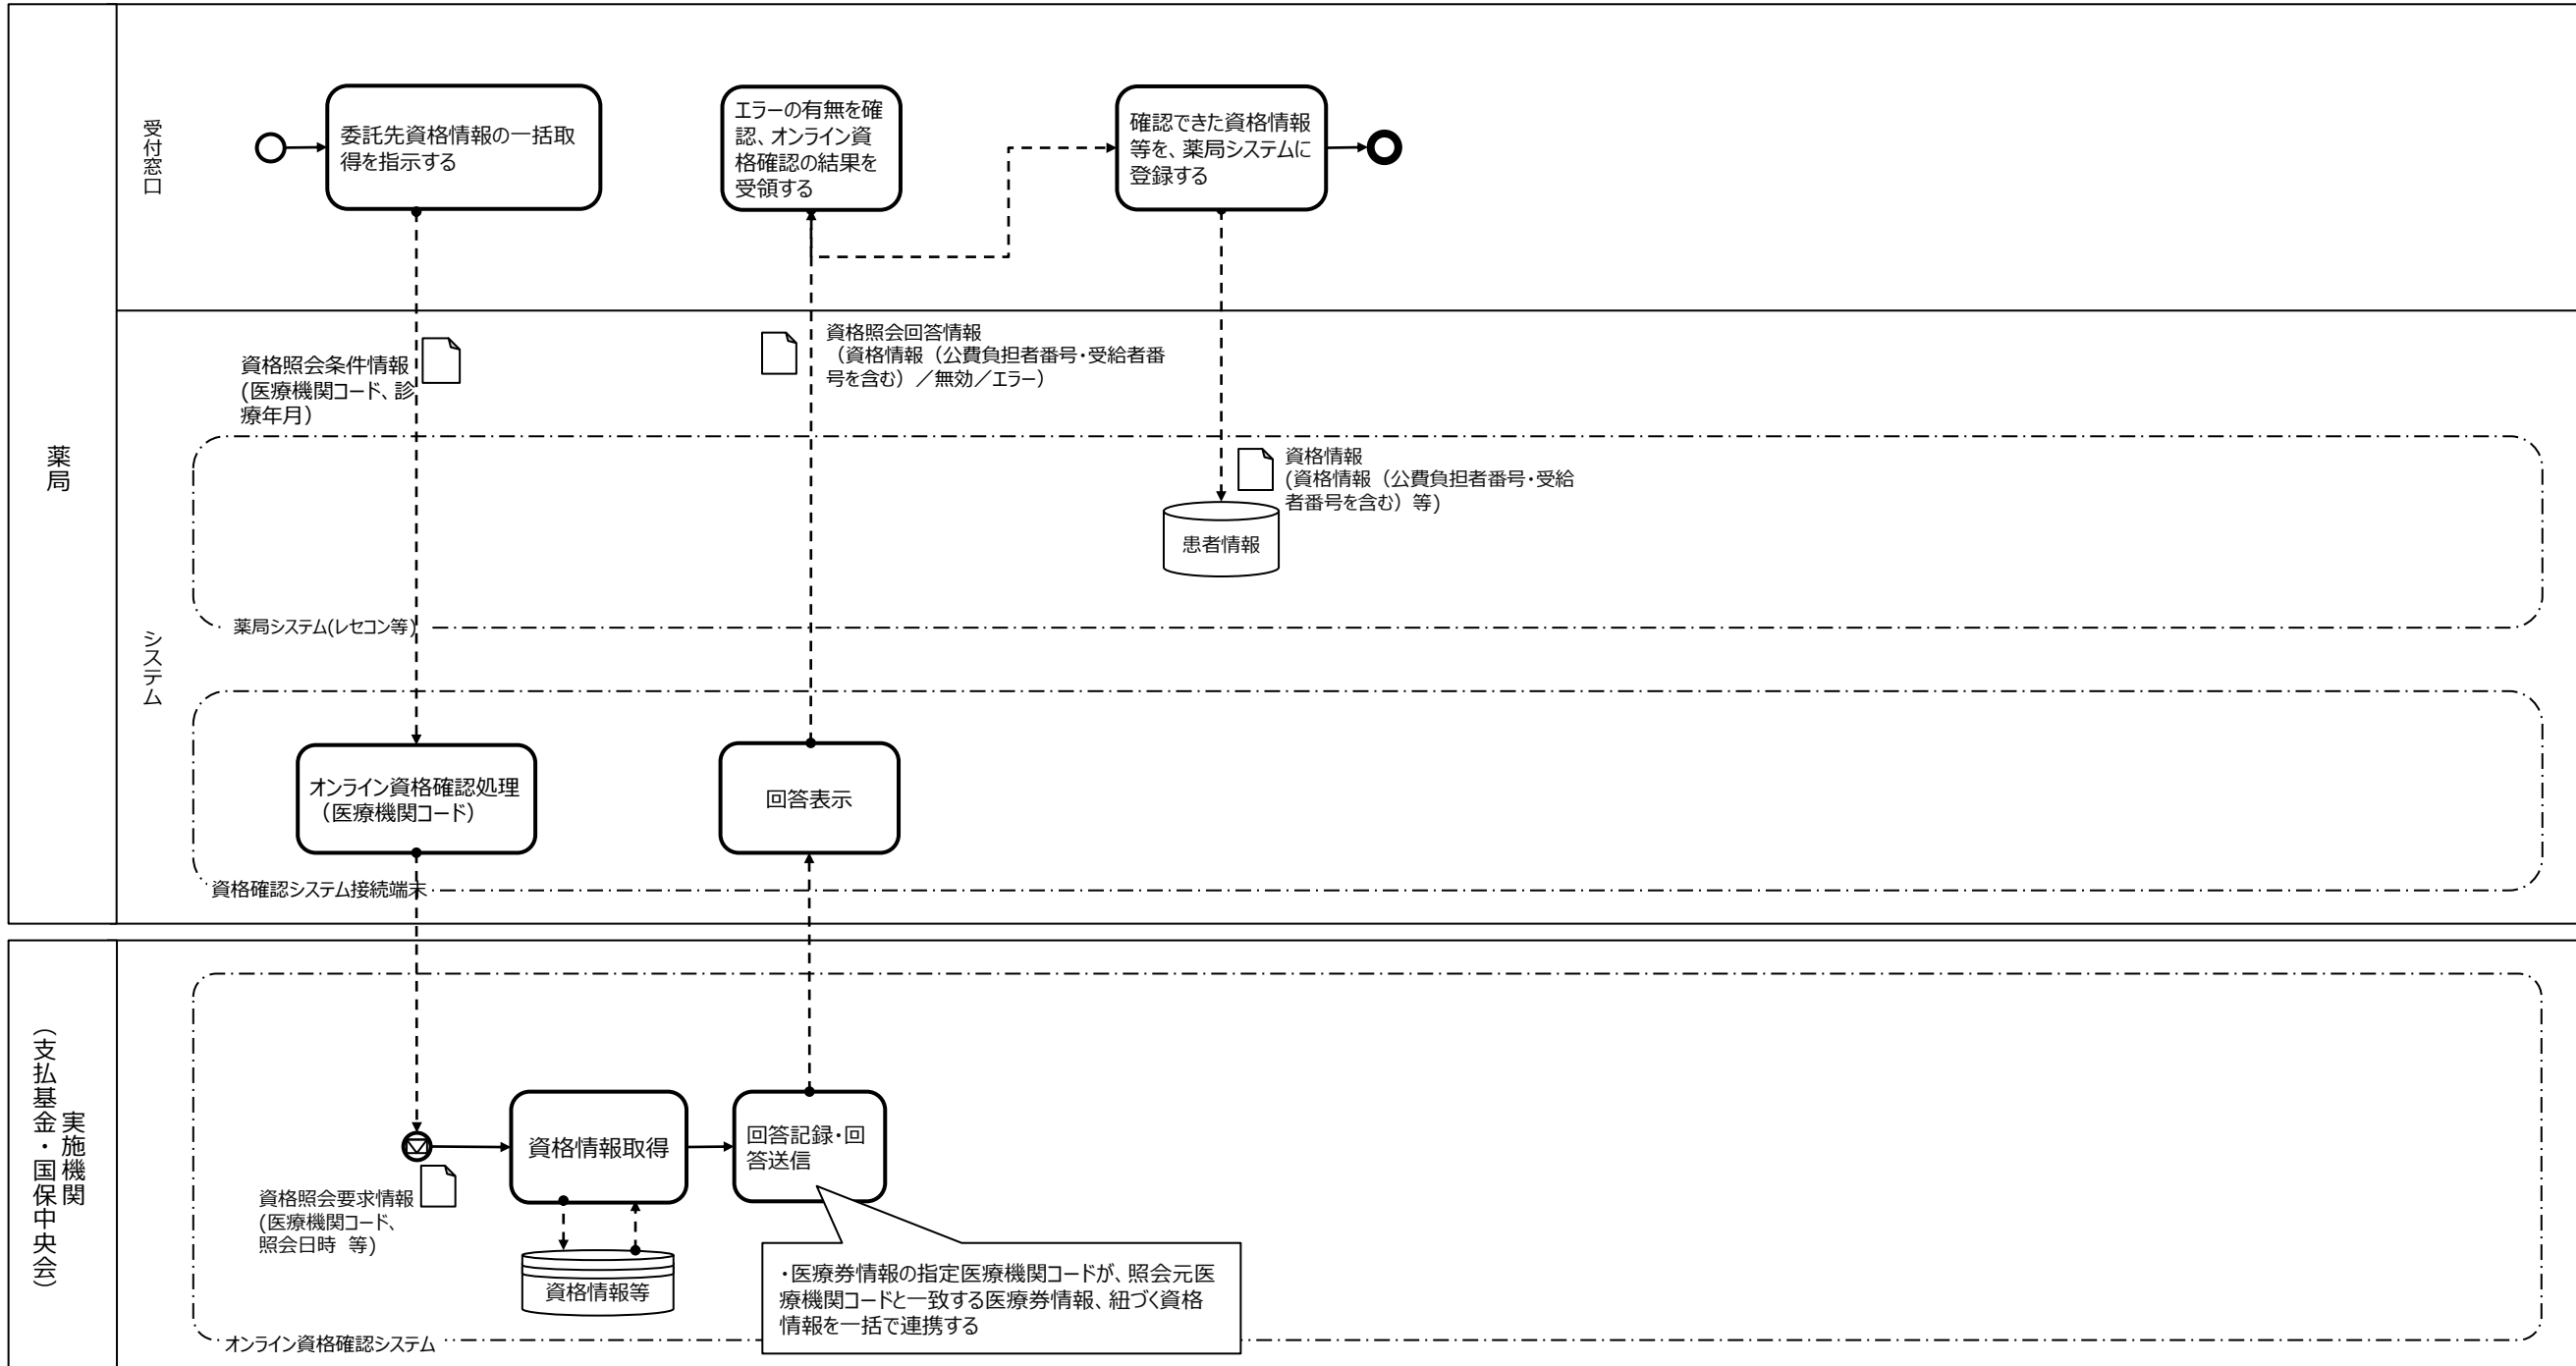 薬局
受付窓口
委託先資格情報の一括取
得を指示する
エラーの有無を確
認、オンライン資
格確認の結果を
受領する
確認できた資格情報
等を、薬局システムに
登録する
システム
資格照会条件情報
(医療機関コード、診
療年月)
資格照会回答情報
(資格情報(公費負担者番号・受給者番
号を含む)/無効/エラー)
資格情報
(資格情報(公費負担者番号・受給
者番号を含む)等)
患者情報
薬局システム(レセコン等)
オンライン資格確認処理
(医療機関コード)
回答表示
資格確認システム接続端末
実施機関
(支払基金・国保中央会)
資格情報取得
回答記録・回
答送信
資格照会要求情報
(医療機関コード、
照会日時 等)
資格情報等
・医療券情報の指定医療機関コードが、照会元医
療機関コードと一致する医療券情報、紐づく資格
情報を一括で連携する
オンライン資格確認システム